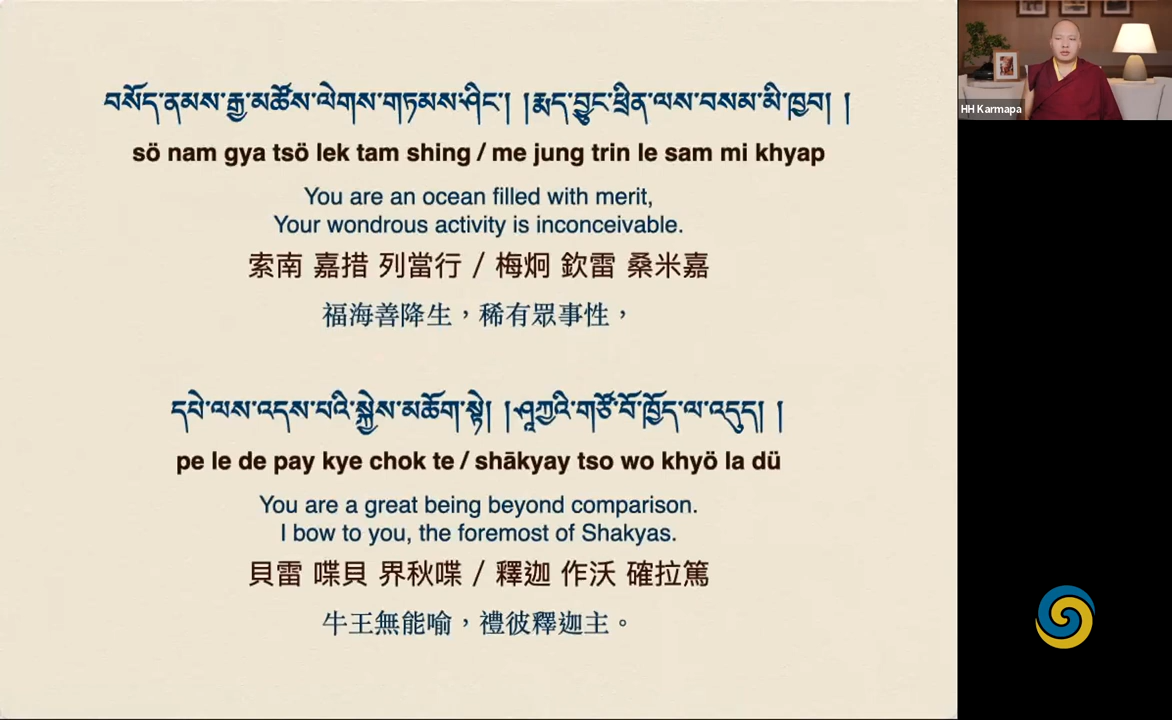 བསོད་ནམས་རྒྱ་མཚོས་ལེགས་གཏམས་ཤིང་། །རྨད་བྱུང་ཕྲིན་ལས་བསམ་མི་ཁྱབ། །
sö nam gya tsö lek tam shing / me jung trin le sam mi khyap
You are an ocean filled with merit,
Your wondrous activity is inconceivable.
索南 嘉措 列當行 / 梅炯 欽雷 桑米嘉
福海善降生，稀有眾事性，
དཔེ་ལས་འདས་པའི་སྐྱེས་མཆོག་སྟེ། །ཤཱཀྱའི་གཙོ་བོ་ཁྱོད་ལ་འདུད། །
pe le de pay kye chok te / shākyay tso wo khyö la dü
You are a great being beyond comparison.
I bow to you, the foremost of Shakyas.
貝雷 喋貝 界秋喋 / 釋迦 作沃 確拉篤
牛王無能喻，禮彼釋迦主。
HH Karmapa